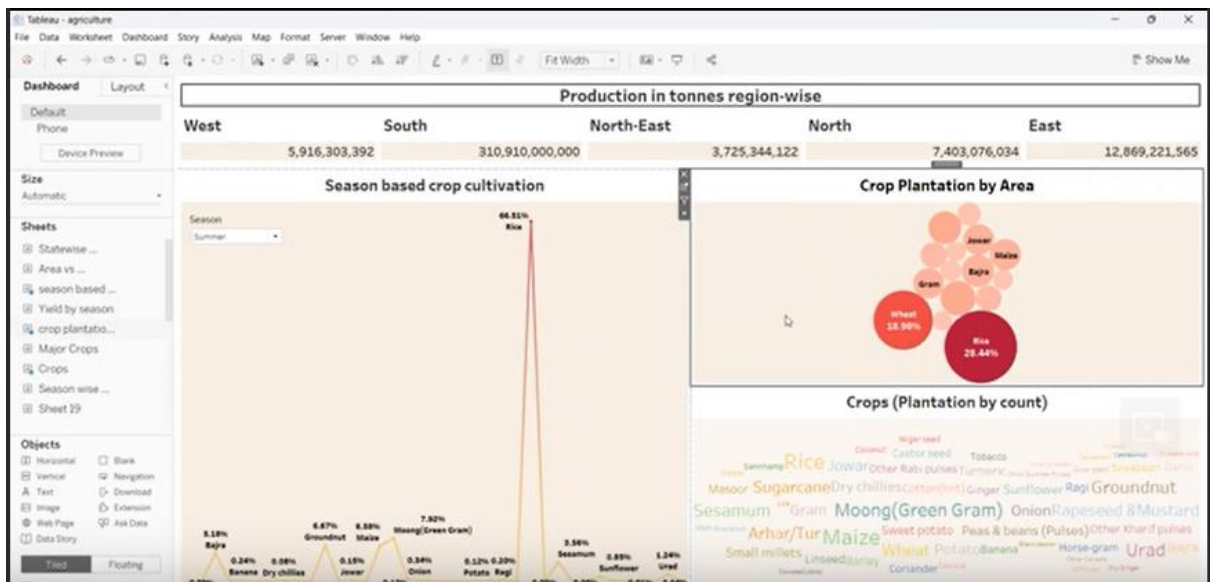 Tableau - agriculture
File Data Worksheet Dashboard Story Analysis Map Format Server Window Help
Fit Width
Show Me
Dashboard Layout
Default
Phone
Device Preview
Size
Automatic
Sheets
Statewise ...
Area vs ...
season based ...
Yield by season
crop plantatio...
Major Crops
Crops
Season wise ...
Sheet 19
Objects
Horizontal Blank
Vertical Navigation
Text Download
Image Extension
Web Page Ask Data
Data Story
Tiled Floating
Production in tonnes region-wise
West South North-East North East
5,916,303,392 310,910,000,000 3,725,344,122 7,403,076,034 12,869,221,565
Season based crop cultivation
Season
Summer
66.51%
Rice
5.18%
Bajra
0.24%
Banana
0.08%
Dry chillies
6.67%
Groundnut
0.15%
Jowar
6.58%
Maize
7.92%
Moong(Green Gram)
0.34%
Onion
0.12% 0.20%
Potato Ragi
3.56%
Sesamum
0.85%
Sunflower
1.24%
Urad
Crop Plantation by Area
Jowar
Maize
Bajra
Gram
Wheat
18.98%
Rice
28.44%
Crops (Plantation by count)
Niger seed
Coconut Castor seed Tobacco
Sannhamp Rice Jowar Other Rabi pulses Turmeric Soyabean Garlic
Masoor Sugarcane Dry chillies Cotton(lint) Ginger Sunflower Ragi Groundnut
Sesamum Gram Moong(Green Gram) Onion Rapeseed &Mustard
Arhar/Tur Maize Sweet potato Peas & beans (Pulses) Other Kharif pulses
Small millets Linseed Barley Wheat Potato Banana Horse-gram Urad Bajra
Coriander